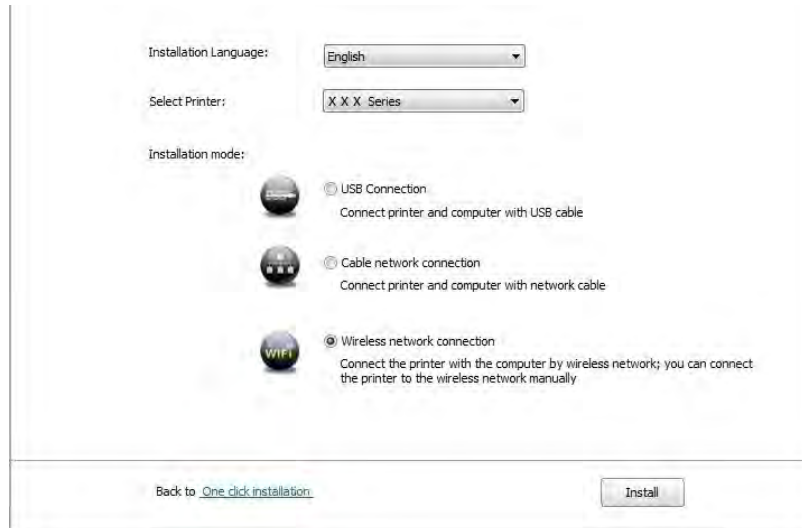 Installation Language:
English
Select Printer:
X X X Series
Installation mode:
USB Connection
Connect printer and computer with USB cable
Cable network connection
Connect printer and computer with network cable
WIFI
Wireless network connection
Connect the printer with the computer by wireless network; you can connect
the printer to the wireless network manually
Back to One click installation
Install